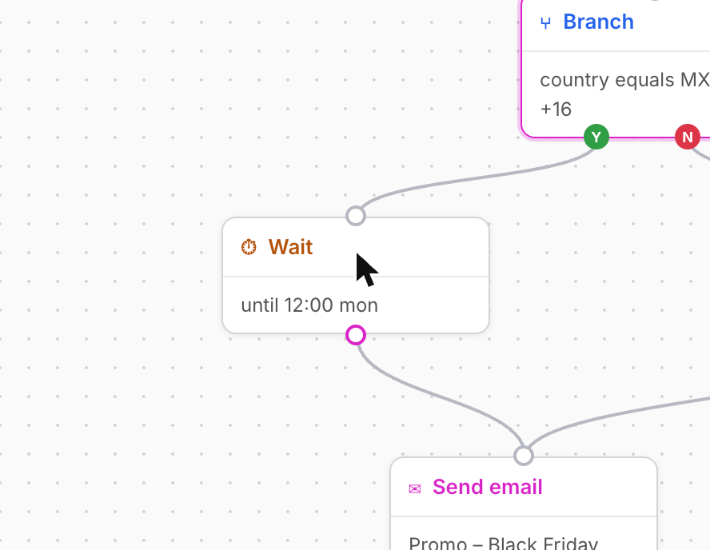 Branch
country equals MX
+16
Y
N
Wait
until 12:00 mon
Send email
Promo – Black Friday